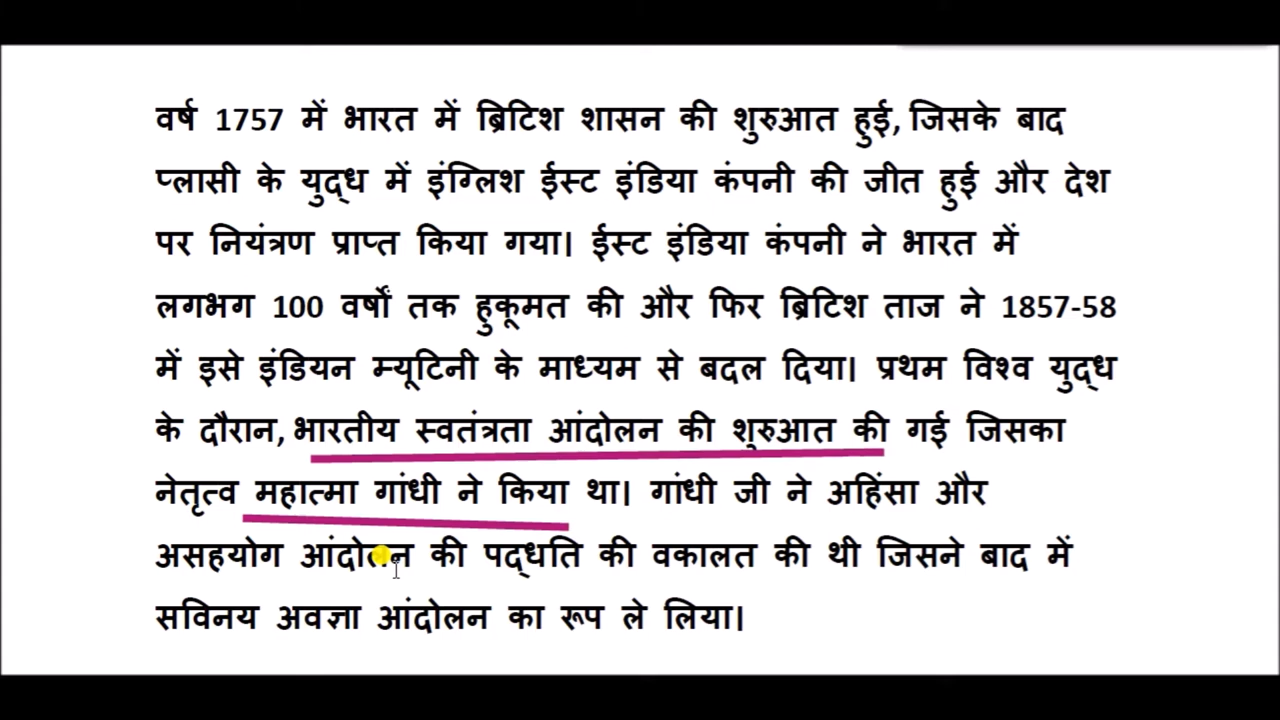 वर्ष 1757 में भारत में ब्रिटिश शासन की शुरुआत हुई, जिसके बाद
प्लासी के युद्ध में इंग्लिश ईस्ट इंडिया कंपनी की जीत हुई और देश
पर नियंत्रण प्राप्त किया गया। ईस्ट इंडिया कंपनी ने भारत में
लगभग 100 वर्षों तक हुकूमत की और फिर ब्रिटिश ताज ने 1857-58
में इसे इंडियन म्यूटिनी के माध्यम से बदल दिया। प्रथम विश्व युद्ध
के दौरान, भारतीय स्वतंत्रता आंदोलन की शुरुआत की गई जिसका
नेतृत्व महात्मा गांधी ने किया था। गांधी जी ने अहिंसा और
असहयोग आंदोलन की पद्धति की वकालत की थी जिसने बाद में
सविनय अवज्ञा आंदोलन का रूप ले लिया।